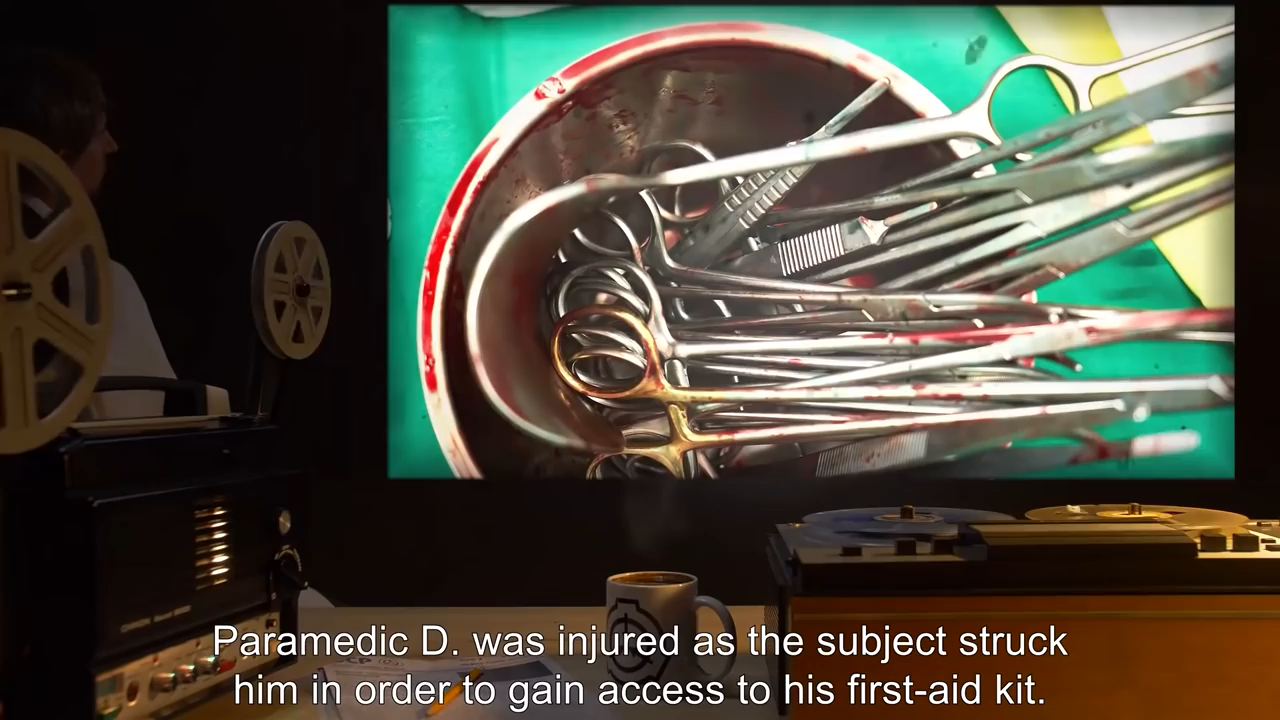 Paramedic D. was injured as the subject struck
him in order to gain access to his first-aid kit.